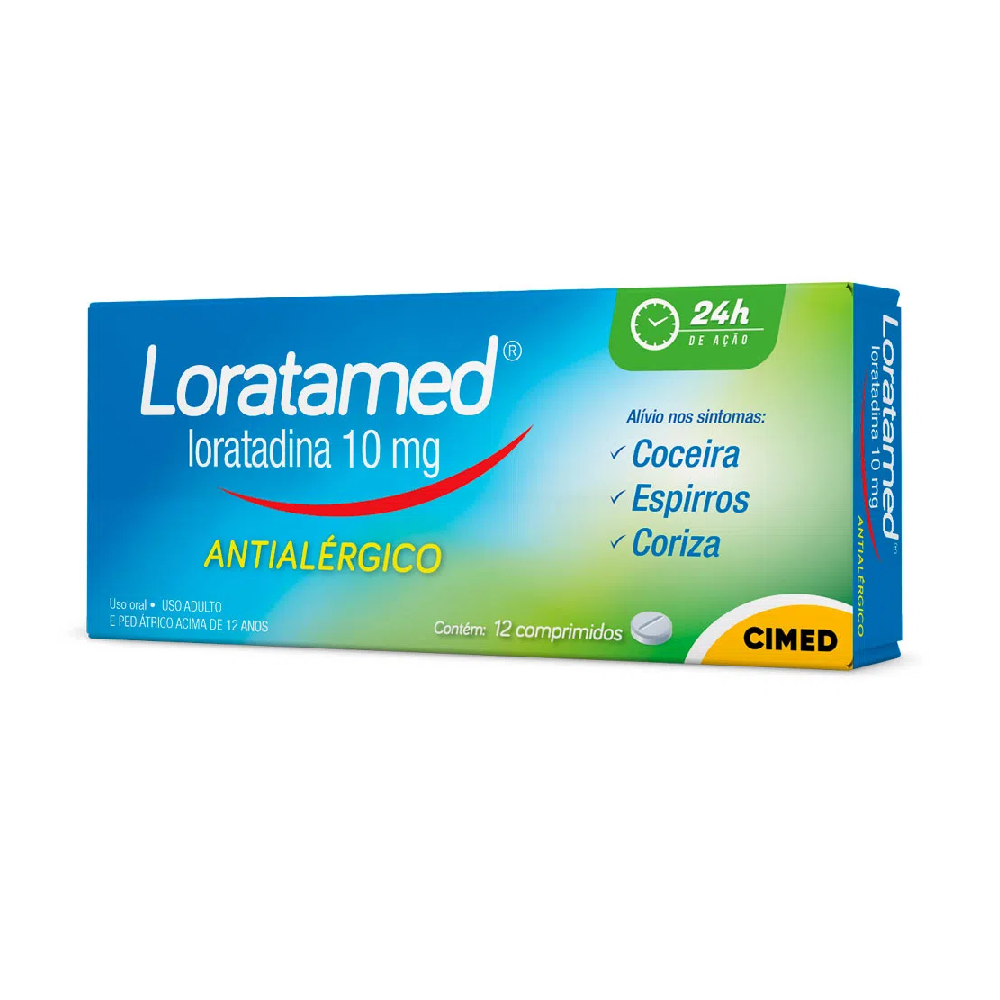 Loratamed®
loratadina 10 mg
ANTIALÉRGICO
Uso oral • USO ADULTO
E PEDIÁTRICO ACIMA DE 12 ANOS
24h
DE AÇÃO
Alívio nos sintomas:
✓ Coceira
✓ Espirros
✓ Coriza
Contém: 12 comprimidos
CIMED
Loratamed
loratadina 10 mg
ANTIALÉRGICO